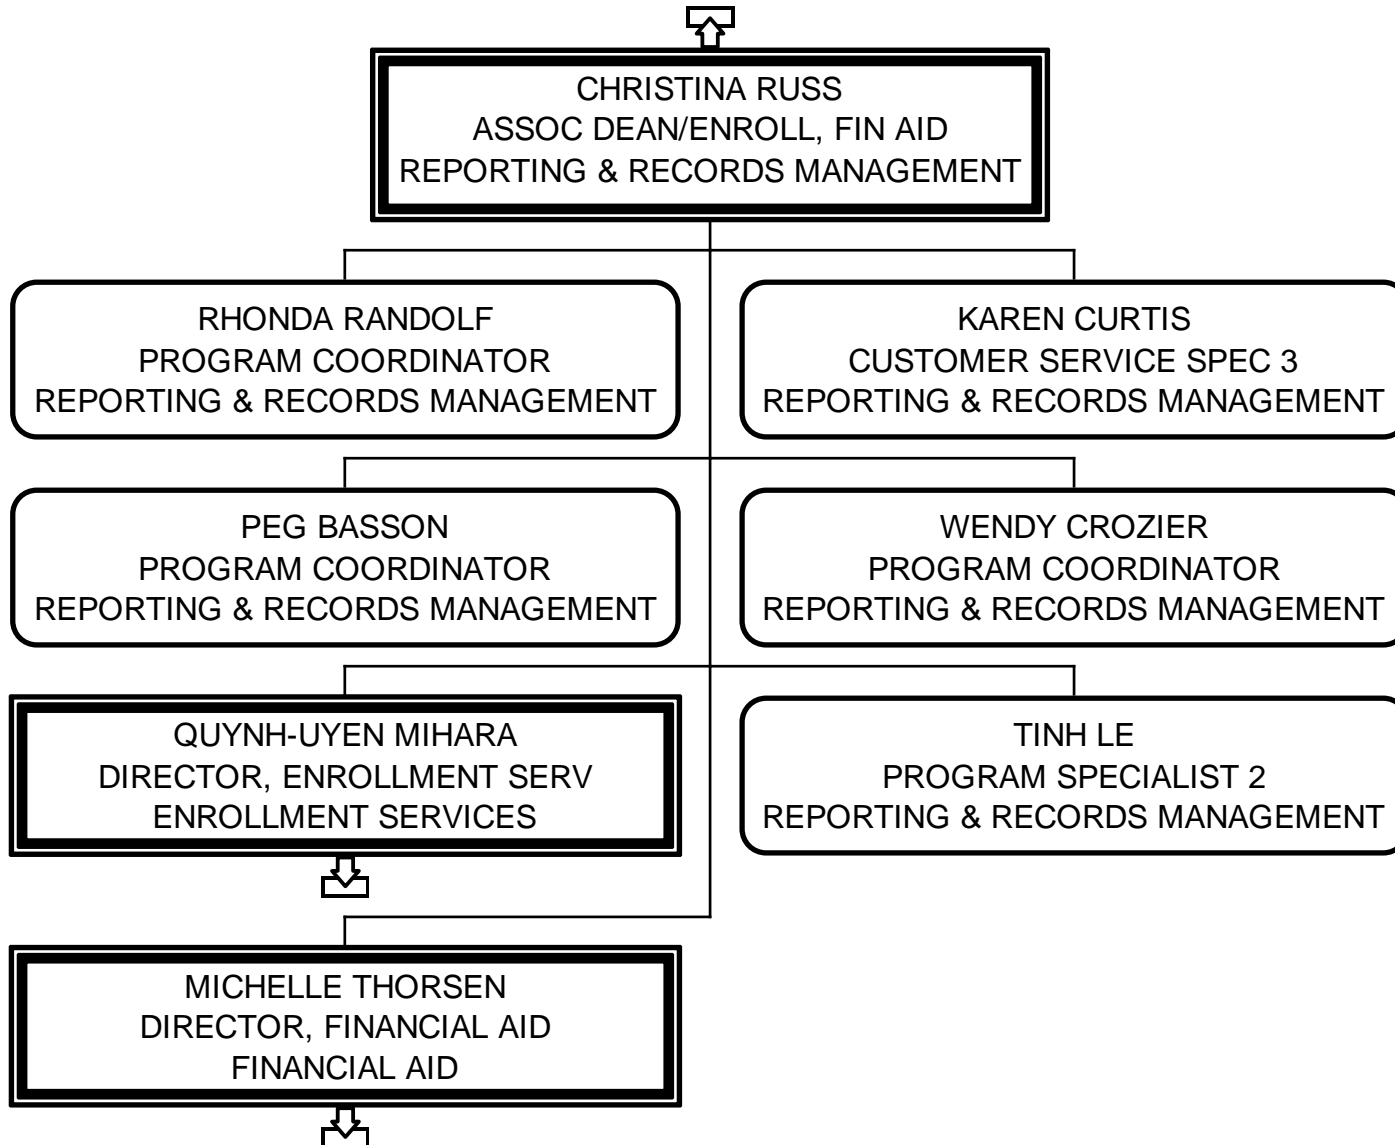 CHRISTINA RUSS
ASSOC DEAN/ENROLL, FIN AID
REPORTING & RECORDS MANAGEMENT
RHONDA RANDOLF
PROGRAM COORDINATOR
REPORTING & RECORDS MANAGEMENT
KAREN CURTIS
CUSTOMER SERVICE SPEC 3
REPORTING & RECORDS MANAGEMENT
PEG BASSON
PROGRAM COORDINATOR
REPORTING & RECORDS MANAGEMENT
WENDY CROZIER
PROGRAM COORDINATOR
REPORTING & RECORDS MANAGEMENT
QUYNH-UYEN MIHARA
DIRECTOR, ENROLLMENT SERV
ENROLLMENT SERVICES
TINH LE
PROGRAM SPECIALIST 2
REPORTING & RECORDS MANAGEMENT
MICHELLE THORSEN
DIRECTOR, FINANCIAL AID
FINANCIAL AID